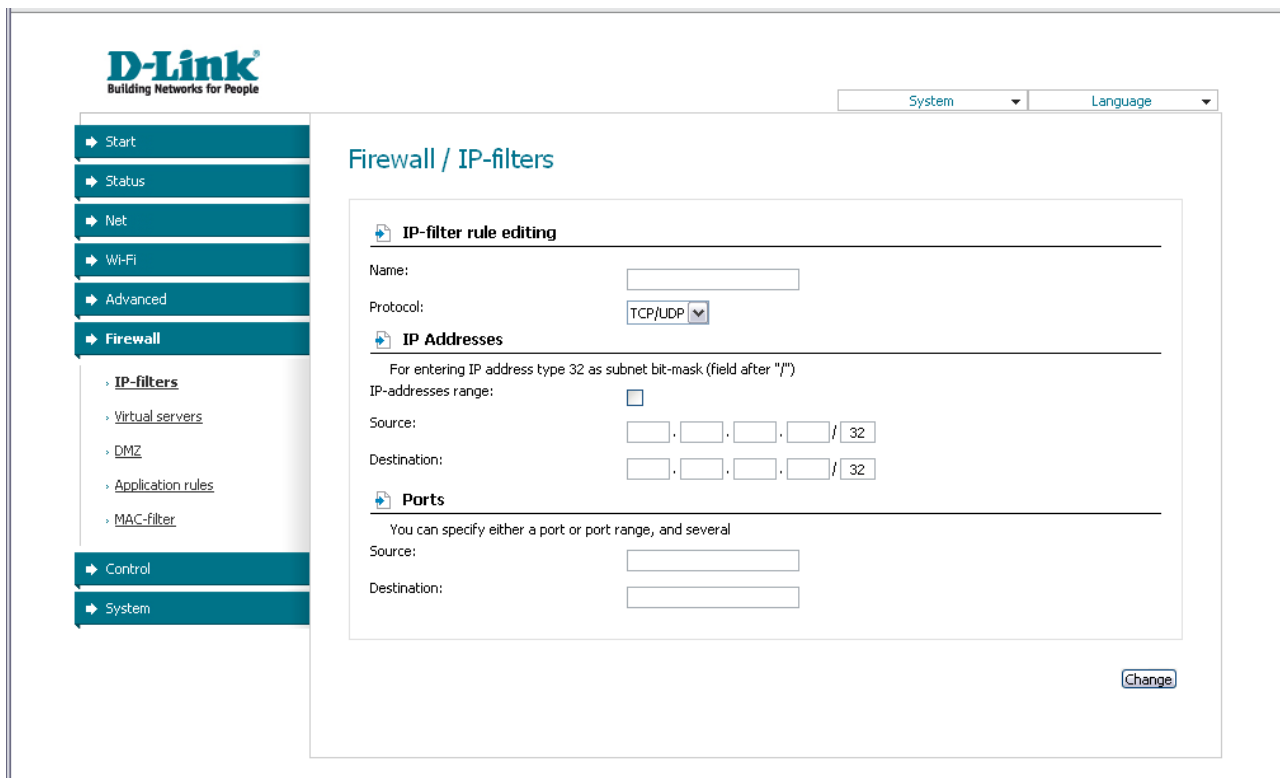 D-Link
Building Networks for People
System
Language
Start
Status
Net
Wi-Fi
Advanced
Firewall
IP-filters
Virtual servers
DMZ
Application rules
MAC-filter
Control
System
Firewall / IP-filters
IP-filter rule editing
Name:
Protocol: TCP/UDP
IP Addresses
For entering IP address type 32 as subnet bit-mask (field after "/")
IP-addresses range:
Source: . . . / 32
Destination: . . . / 32
Ports
You can specify either a port or port range, and several
Source:
Destination:
Change